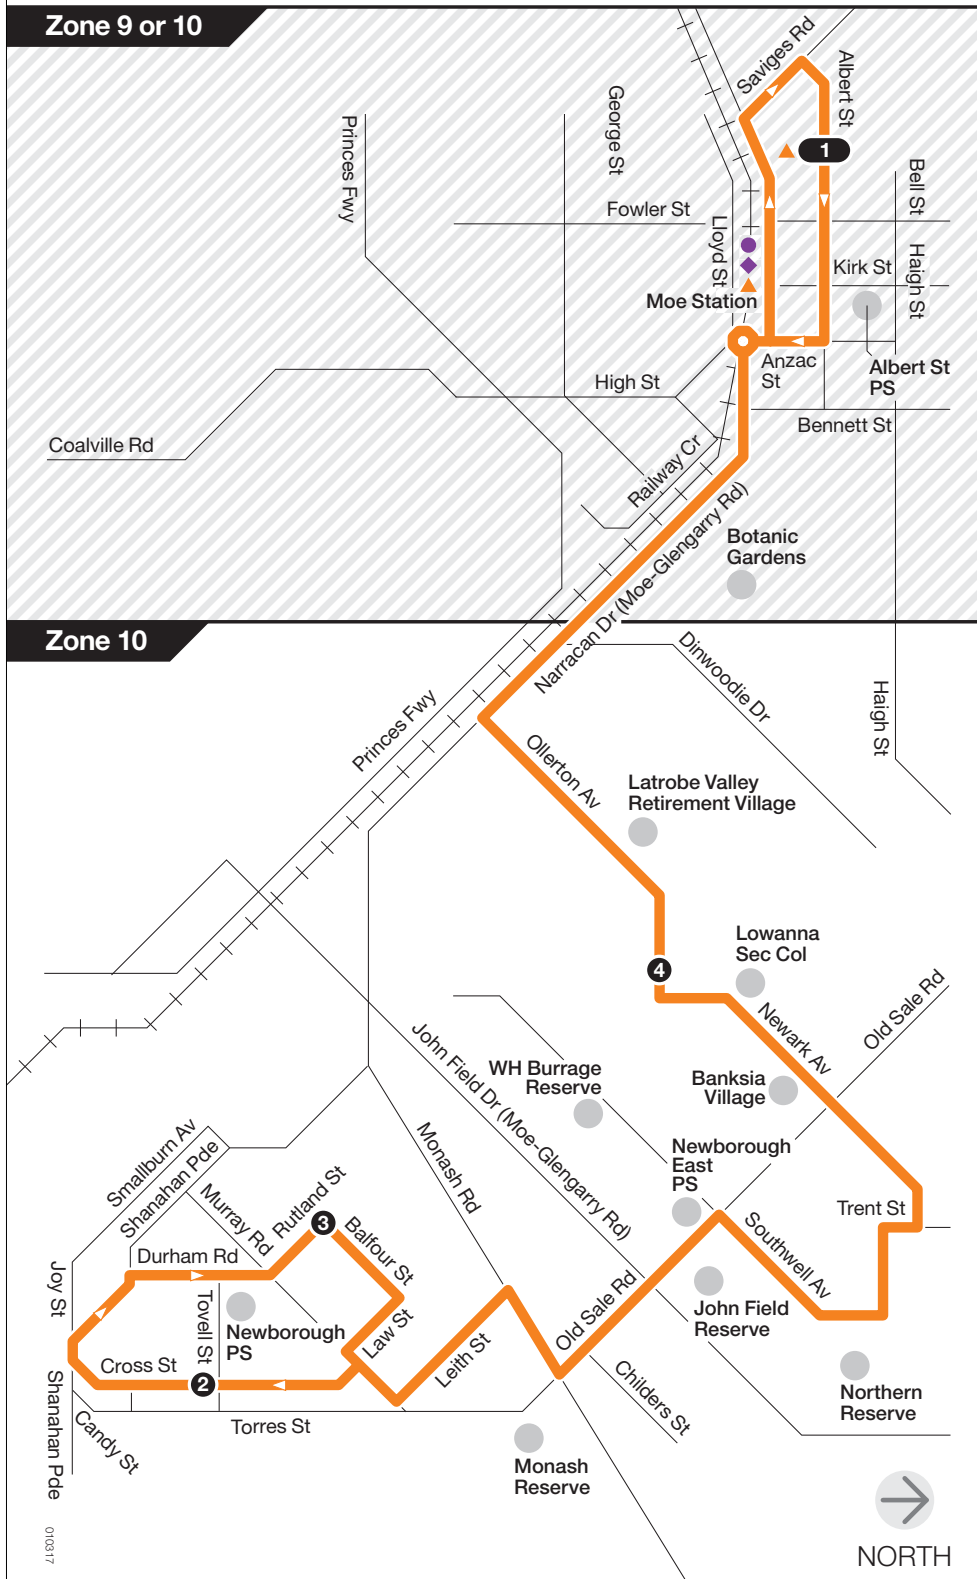 Zone 9 or 10
Saviges Rd
Albert St
George St
Princes Fwy
1
Bell St
Fowler St
Lloyd St
Haigh St
Kirk St
Moe Station
Anzac
St
Albert St
PS
High St
Bennett St
Coalville Rd
Railway Cr
Narracan Dr (Moe-Glengarry Rd)
Botanic
Gardens
Zone 10
Dinwoodie Dr
Haigh St
Princes Fwy
Ollerton Av
Latrobe Valley
Retirement Village
Lowanna
Sec Col
4
Old Sale Rd
Newark Av
John Field Dr (Moe-Glengarry Rd)
WH Burrage
Reserve
Banksia
Village
Monash Rd
Smallburn Av
Shanahan Pde
Newborough
East
PS
Murray Rd
Rutland St
3
Balfour St
Trent St
Southwell Av
Durham Rd
Joy St
Tovell St
Newborough
PS
Law St
Leith St
Old Sale Rd
John Field
Reserve
Cross St
2
Childers St
Northern
Reserve
Shanahan Pde
Candy St
Torres St
Monash
Reserve
010317
NORTH